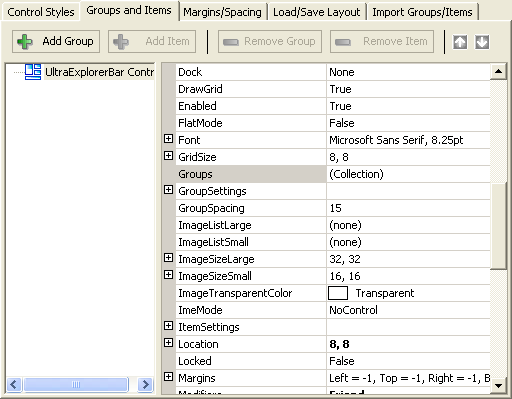 Control Styles Groups and Items Margins/Spacing Load/Save Layout Import Groups/Items
Add Group Add Item Remove Group Remove Item
UltraExplorerBar Contr
Dock None
DrawGrid True
Enabled True
FlatMode False
Font Microsoft Sans Serif, 8.25pt
GridSize 8, 8
Groups (Collection)
GroupSettings
GroupSpacing 15
ImageListLarge (none)
ImageListSmall (none)
ImageSizeLarge 32, 32
ImageSizeSmall 16, 16
ImageTransparentColor Transparent
ImeMode NoControl
ItemSettings
Location 8, 8
Locked False
Margins Left = -1, Top = -1, Right = -1, B
Modifiers Friend